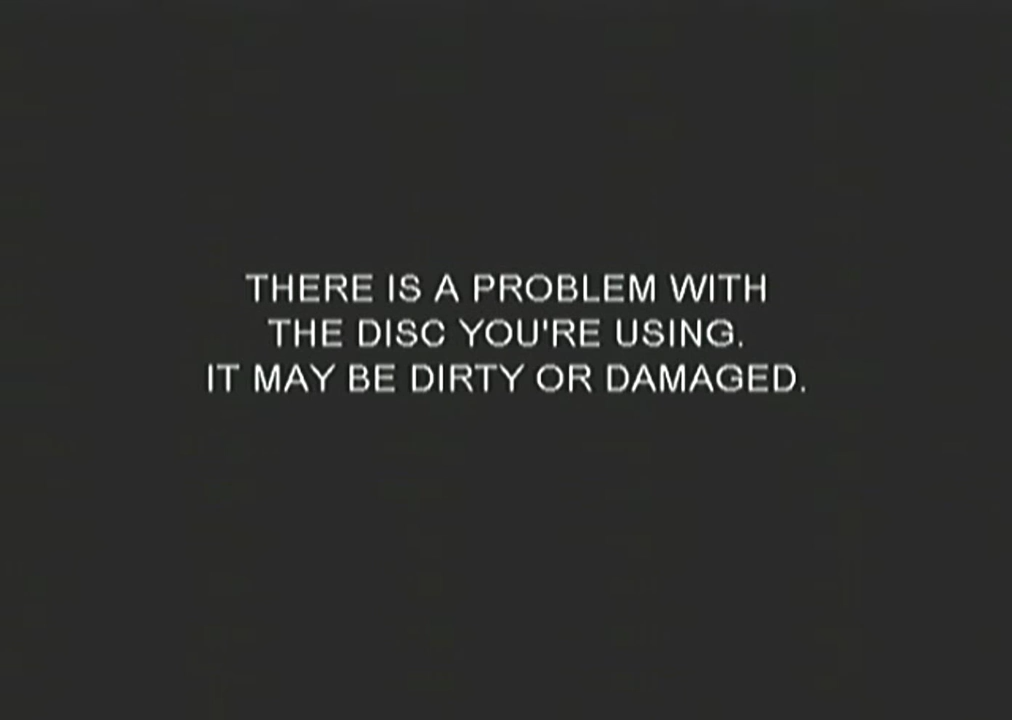 THERE IS A PROBLEM WITH
THE DISC YOU'RE USING.
IT MAY BE DIRTY OR DAMAGED.